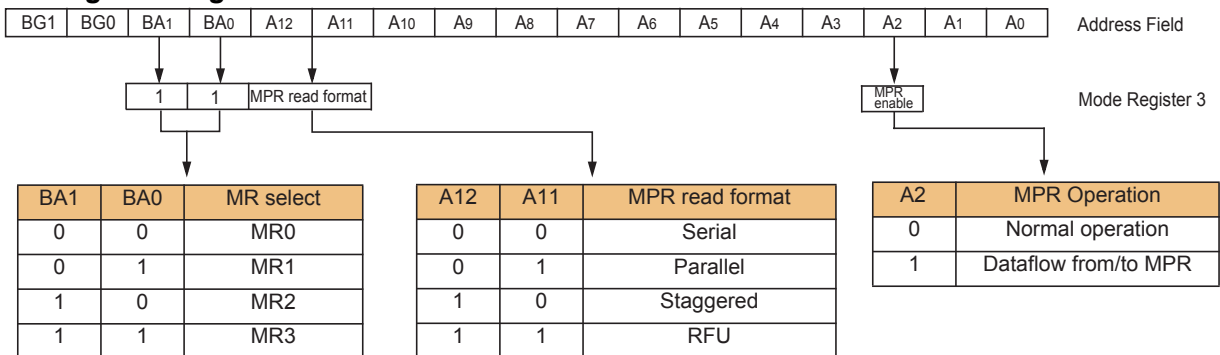 BG1 BG0 BA1 BA0 A12 A11 A10 A9 A8 A7 A6 A5 A4 A3 A2 A1 A0 Address Field
1 1 MPR read format MPR enable Mode Register 3
BA1 BA0 MR select
0 0 MR0
0 1 MR1
1 0 MR2
1 1 MR3
A12 A11 MPR read format
0 0 Serial
0 1 Parallel
1 0 Staggered
1 1 RFU
A2 MPR Operation
0 Normal operation
1 Dataflow from/to MPR